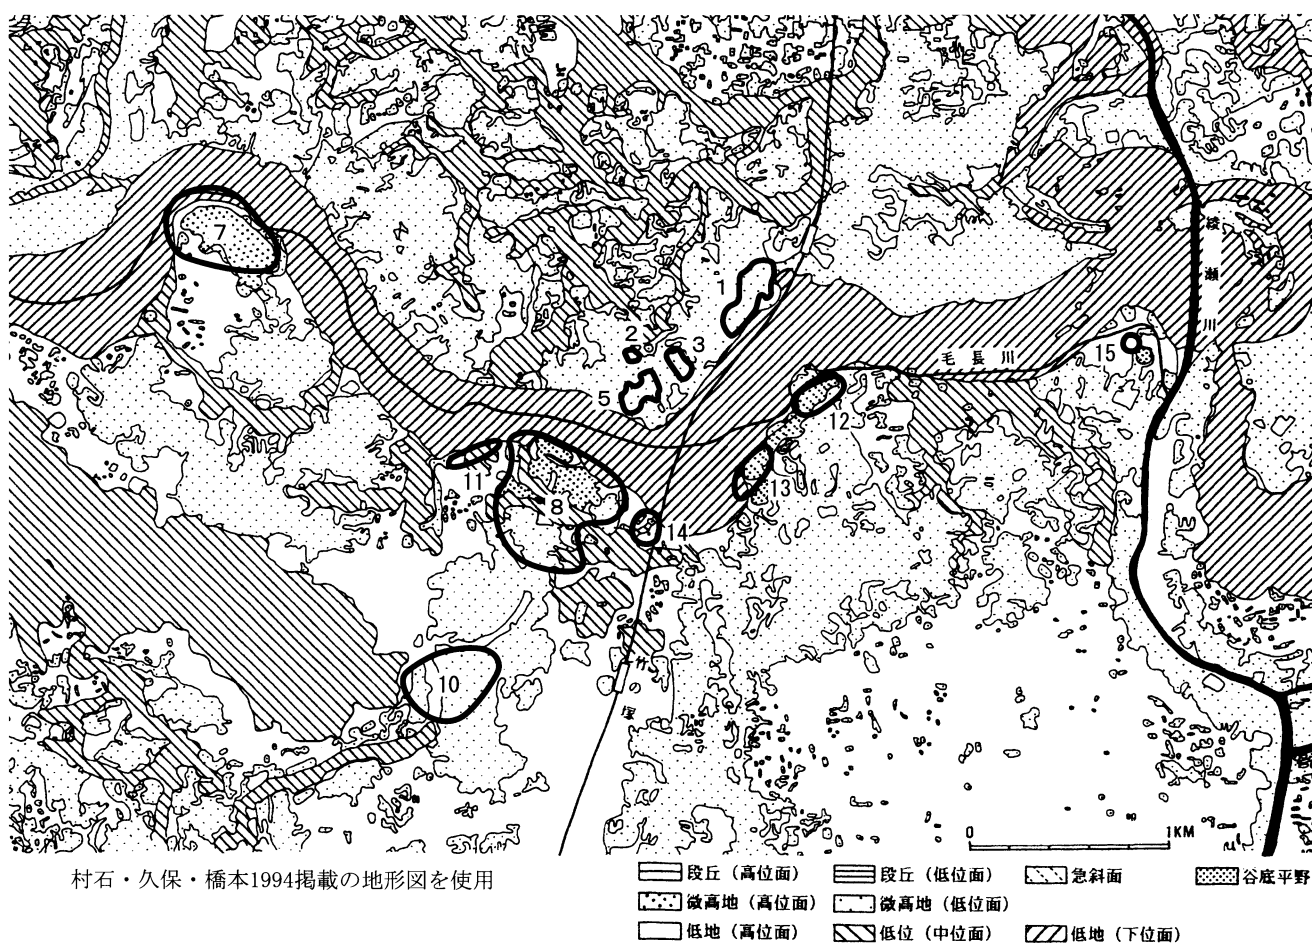 7
1
2
3
5
綾瀬川
毛長川
15
12
11
8
13
14
竹の塚
10
0 1KM
村石・久保・橋本1994掲載の地形図を使用
段丘（高位面） 段丘（低位面） 急斜面 谷底平野
微高地（高位面） 微高地（低位面）
低地（高位面） 低位（中位面） 低地（下位面）